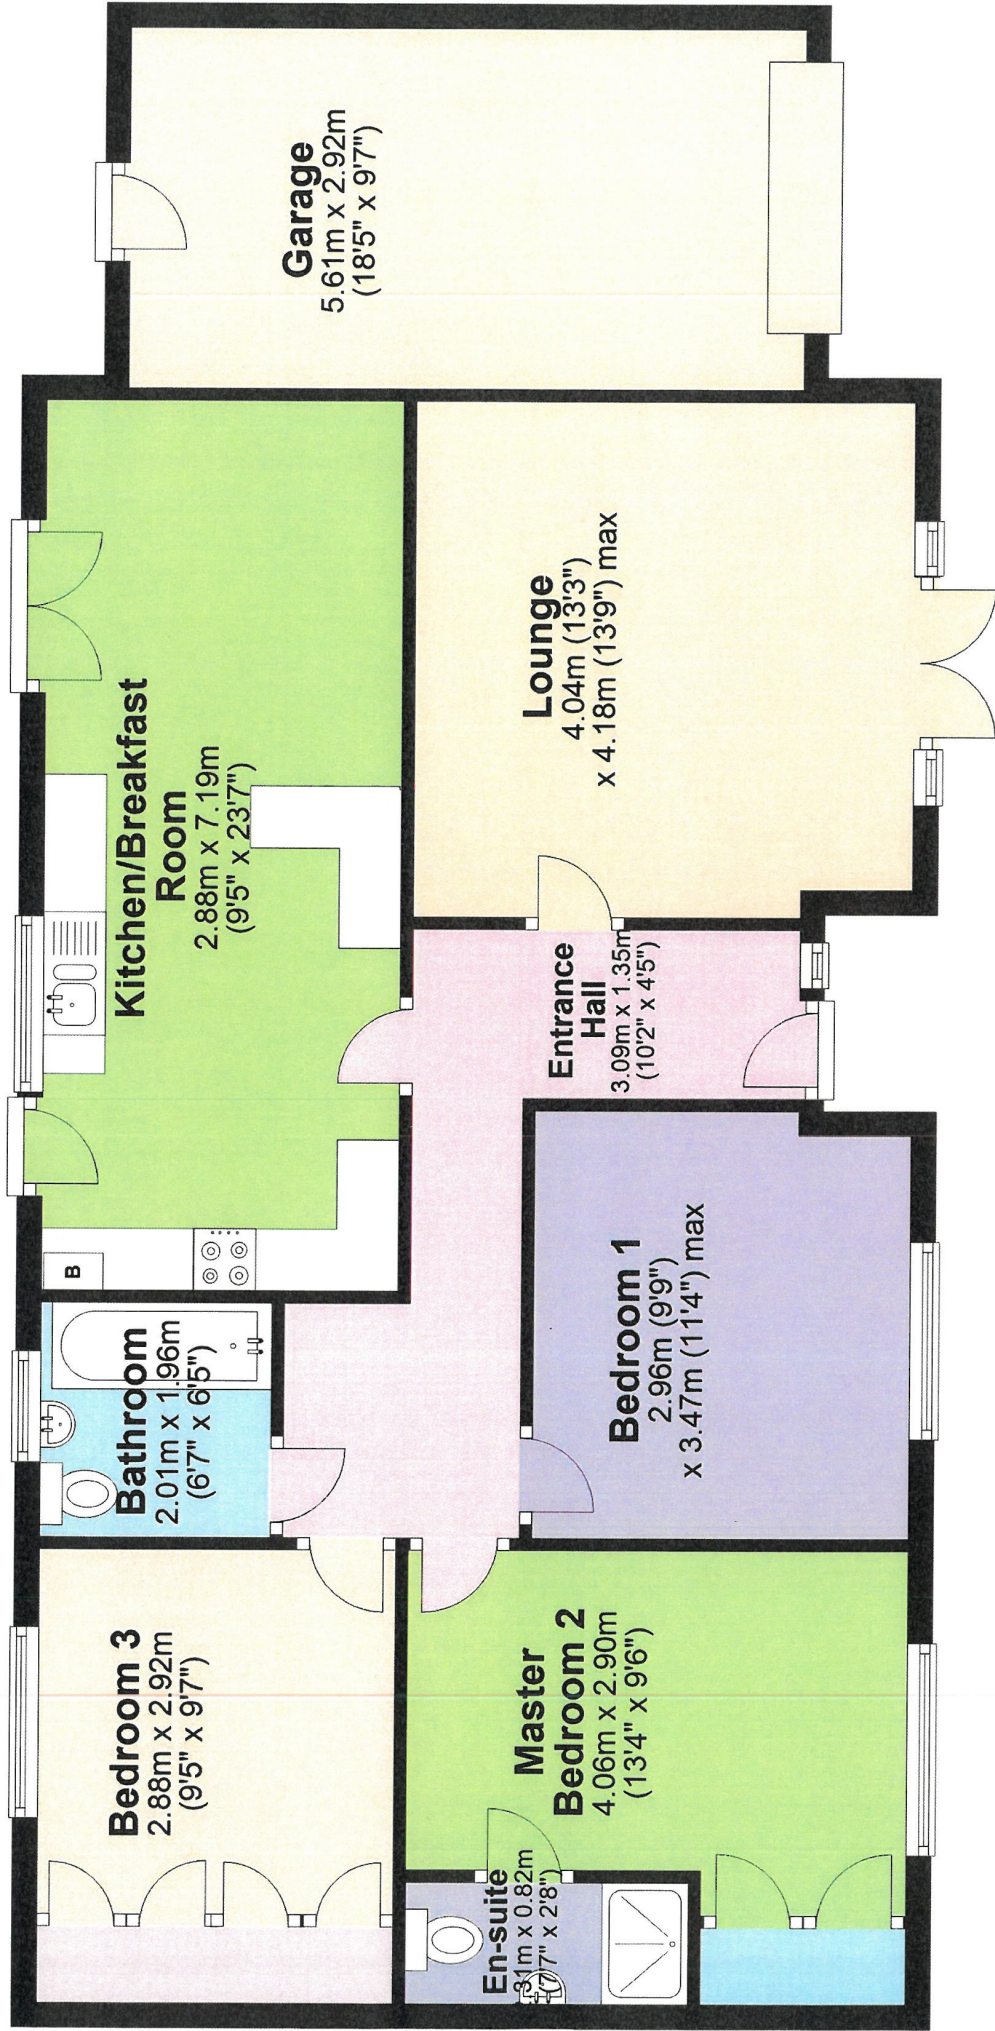 Bedroom 3
2.88m x 2.92m
(9'5" x 9'7")
Bathroom
2.01m x 1.96m
(6'7" x 6'5")
B
Kitchen/Breakfast
Room
2.88m x 7.19m
(9'5" x 23'7")
Garage
5.61m x 2.92m
(18'5" x 9'7")
En-suite
.31m x 0.82m
(7'7" x 2'8")
Master
Bedroom 2
4.06m x 2.90m
(13'4" x 9'6")
Bedroom 1
2.96m (9'9")
x 3.47m (11'4") max
Entrance
Hall
3.09m x 1.35m
(10'2" x 4'5")
Lounge
4.04m (13'3")
x 4.18m (13'9") max